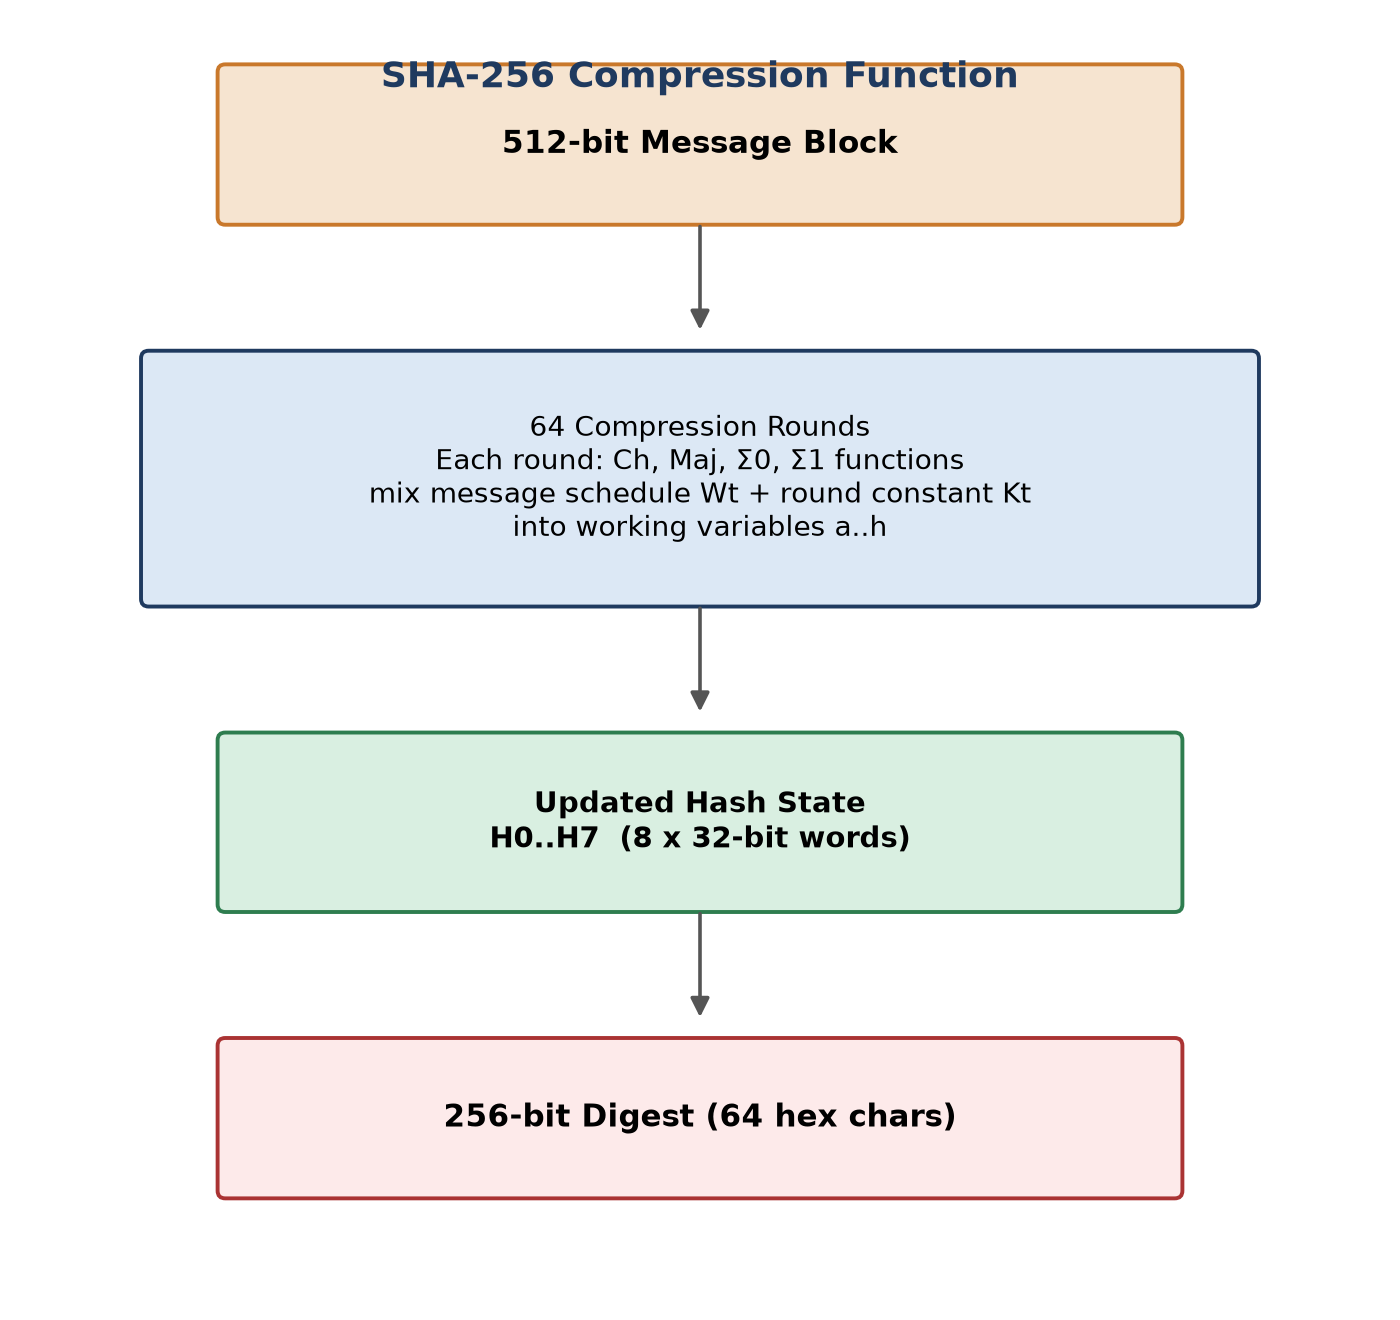 SHA-256 Compression Function
512-bit Message Block
64 Compression Rounds
Each round: Ch, Maj, Σ0, Σ1 functions
mix message schedule Wt + round constant Kt
into working variables a..h
Updated Hash State
H0..H7  (8 x 32-bit words)
256-bit Digest (64 hex chars)